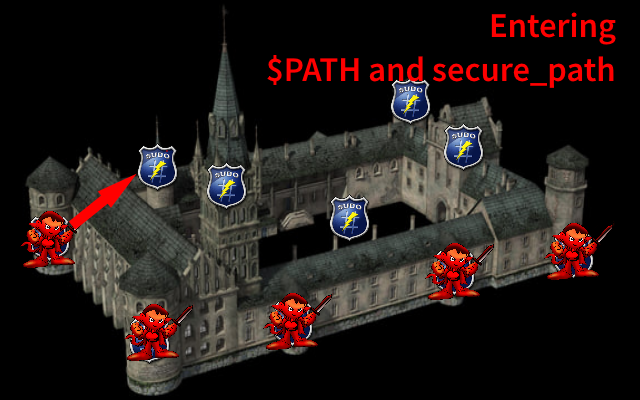 Entering
$PATH and secure_path
SUDO
SUDO
SUDO
SUDO
SUDO